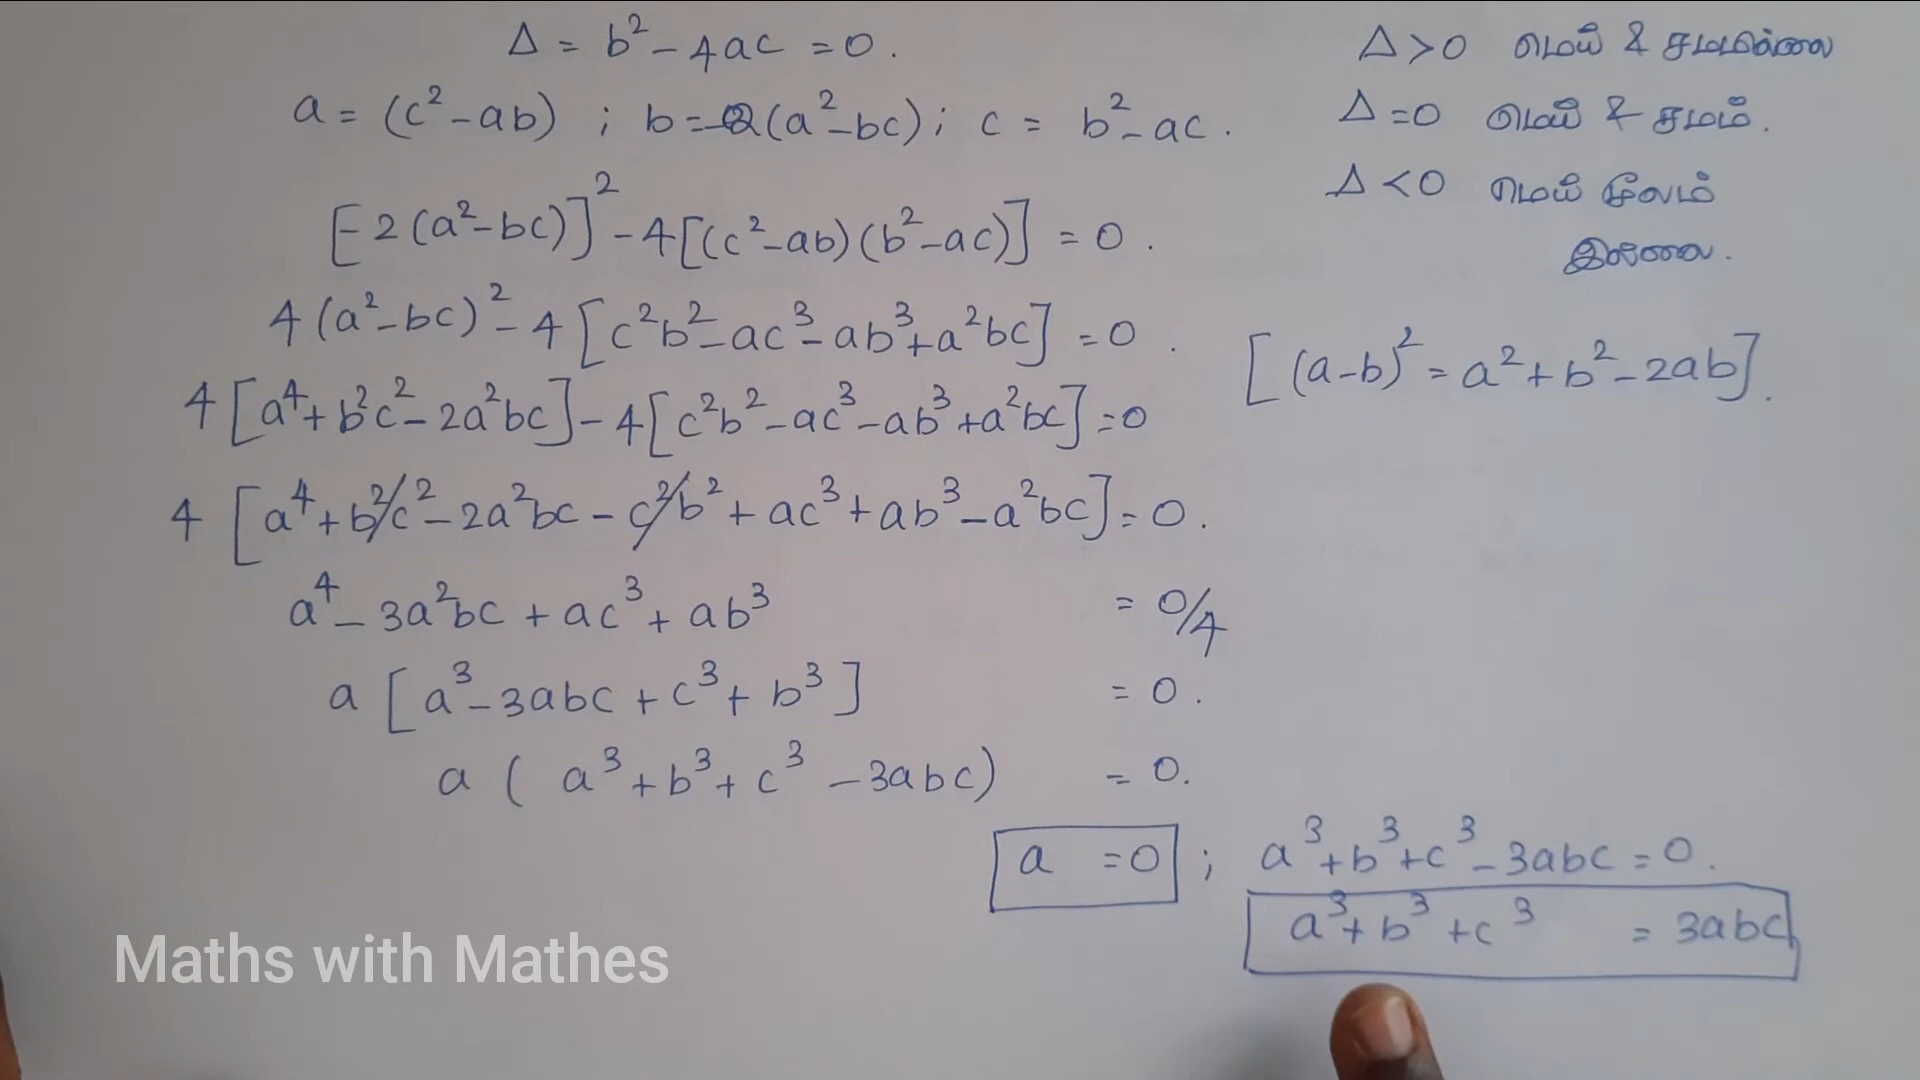 Δ = b² - 4ac = 0.
Δ > 0 மெய் & சமமில்லை
a = (c² - ab) ; b = -2(a² - bc) ; c = b² - ac.
Δ = 0 மெய் & சமம்.
Δ < 0 மெய் மூலம்
இல்லை.
[-2(a² - bc)]² - 4[(c² - ab)(b² - ac)] = 0.
4(a² - bc)² - 4[c²b² - ac³ - ab³ + a²bc] = 0.
[(a-b)² = a² + b² - 2ab].
4[a⁴ + b²c² - 2a²bc] - 4[c²b² - ac³ - ab³ + a²bc] = 0
4[a⁴ + b²c² - 2a²bc - c²b² + ac³ + ab³ - a²bc] = 0.
a⁴ - 3a²bc + ac³ + ab³ = 0/4
a[a³ - 3abc + c³ + b³] = 0.
a(a³ + b³ + c³ - 3abc) = 0.
a = 0 ; a³ + b³ + c³ - 3abc = 0.
a³ + b³ + c³ = 3abc
Maths with Mathes